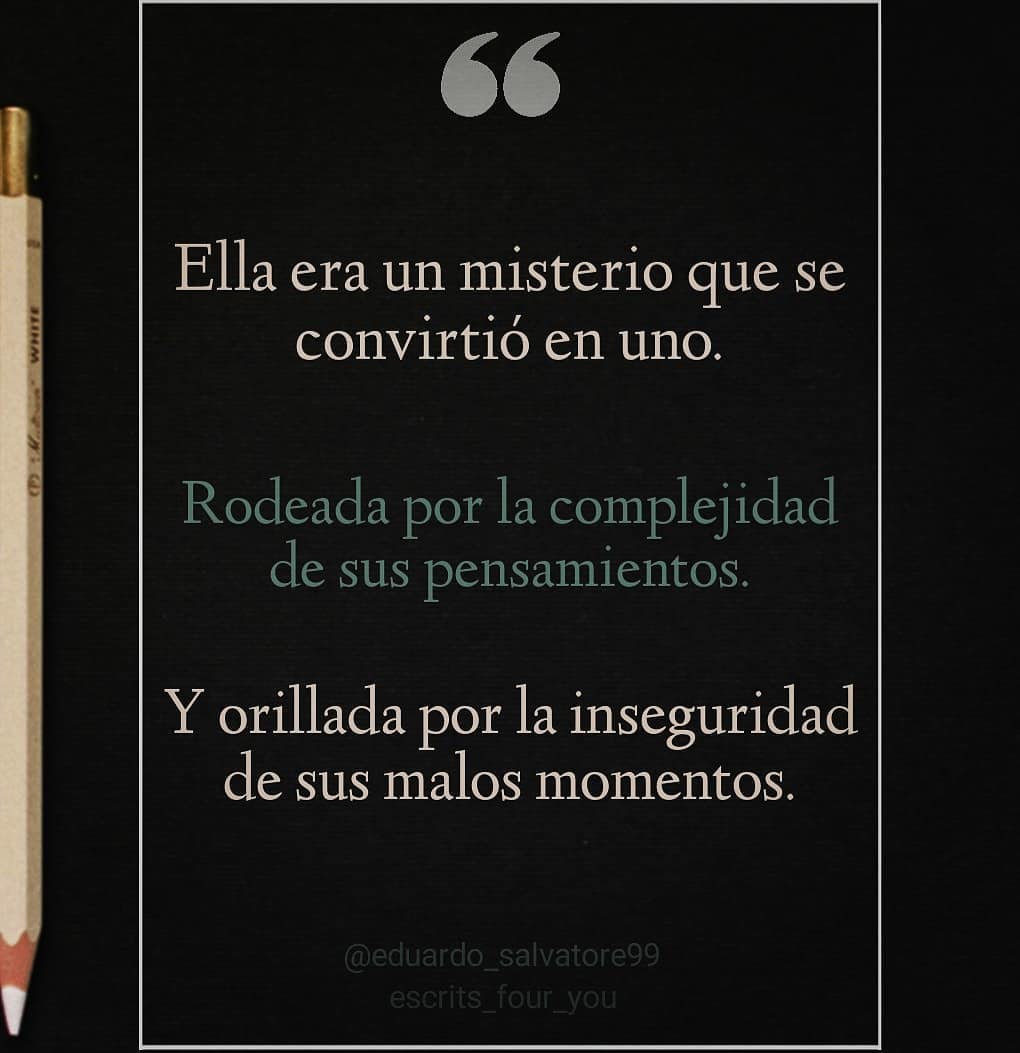 “
Ella era un misterio que se
convirtió en uno.
Rodeada por la complejidad
de sus pensamientos.
Y orillada por la inseguridad
de sus malos momentos.
@eduardo_salvatore99
escrits_four_you
WHITE